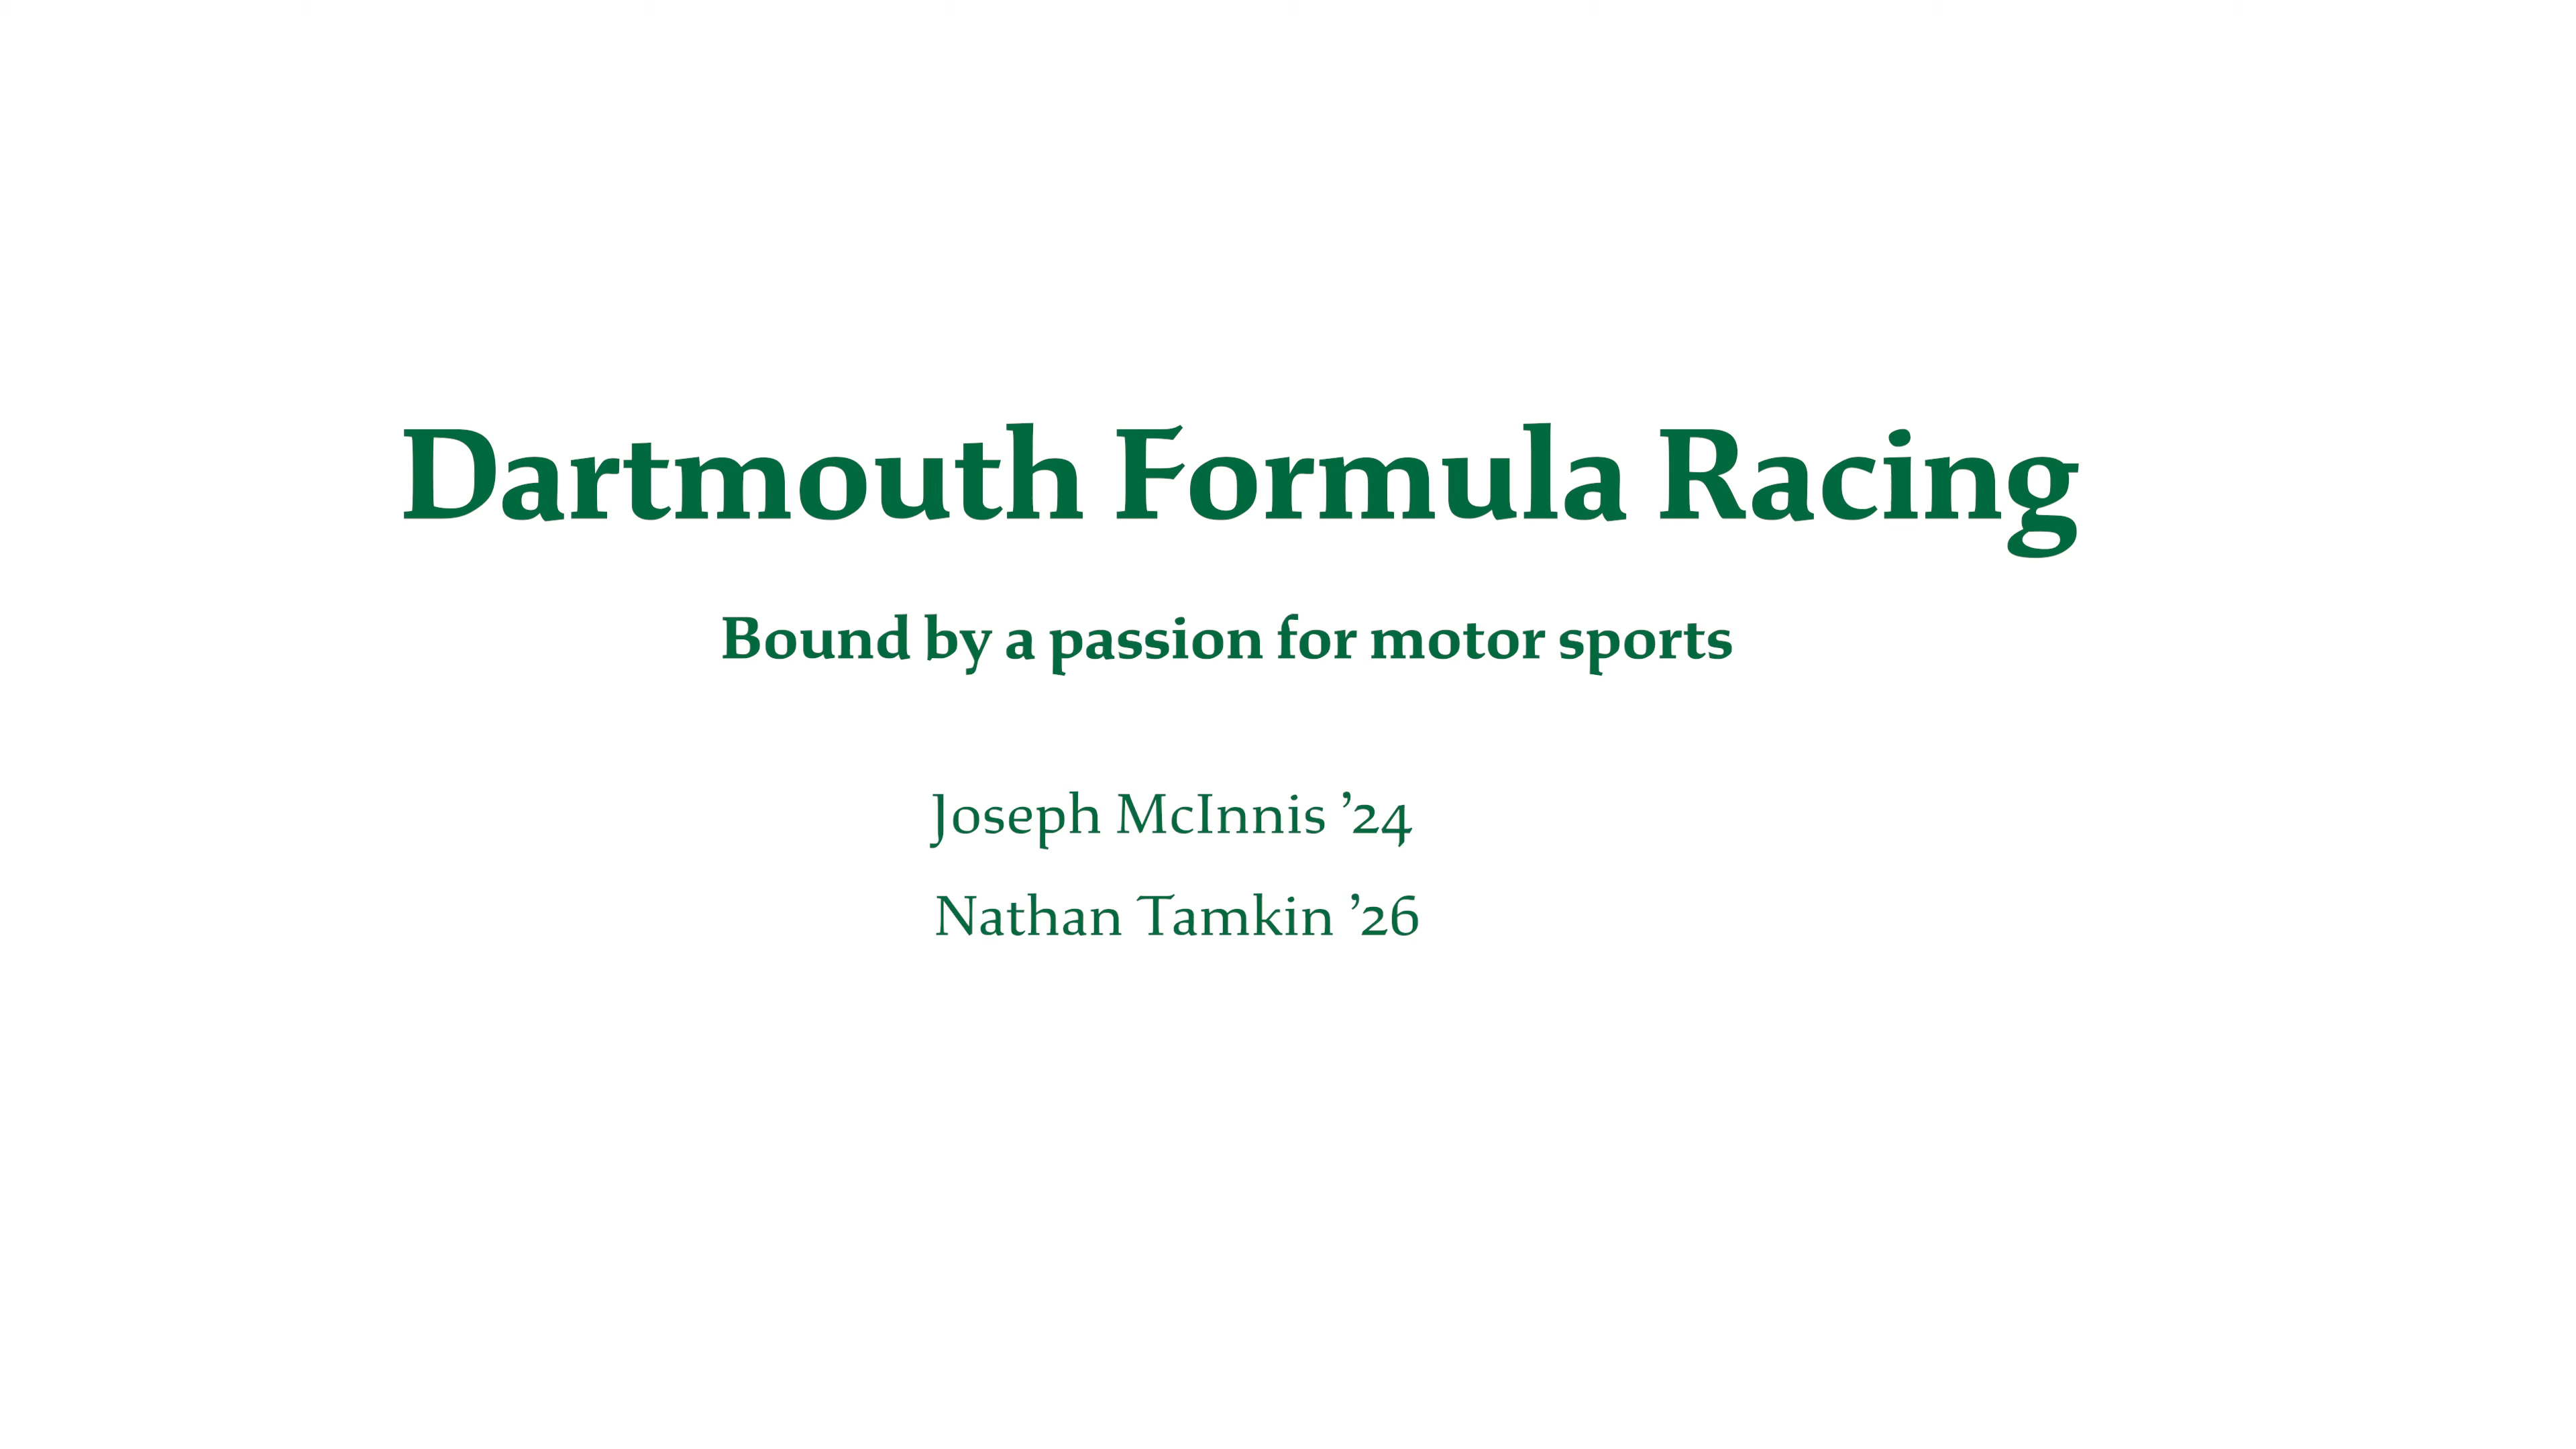 Dartmouth Formula Racing
Bound by a passion for motor sports
Joseph McInnis ’24
Nathan Tamkin ’26